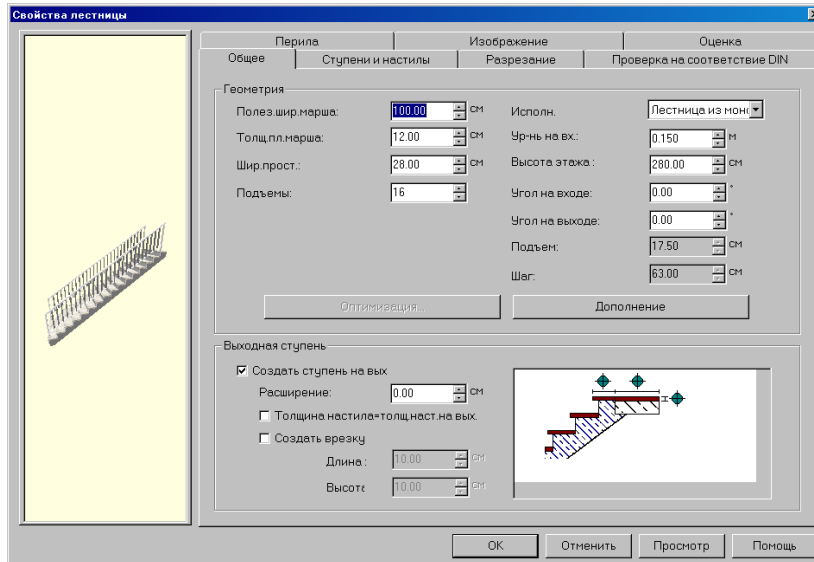 Свойства лестницы
Перила Изображение Оценка
Общее Ступени и настилы Разрезание Проверка на соответствие DIN
Геометрия
Полез.шир.марша: 100.00 см
Толщ.пл.марша: 12.00 см
Шир.прост.: 28.00 см
Подъемы: 16
Исполн. Лестница из мон
Ур-нь на вх.: 0.150 м
Высота этажа : 280.00 см
Угол на входе: 0.00 °
Угол на выходе: 0.00 °
Подъем: 17.50 см
Шаг: 63.00 см
Оптимизация... Дополнение
Выходная ступень
Создать ступень на вых
Расширение: 0.00 см
Толщина настила=толщ.наст.на вых.
Создать врезку
Длина : 10.00 см
Высота 10.00 см
OK Отменить Просмотр Помощь